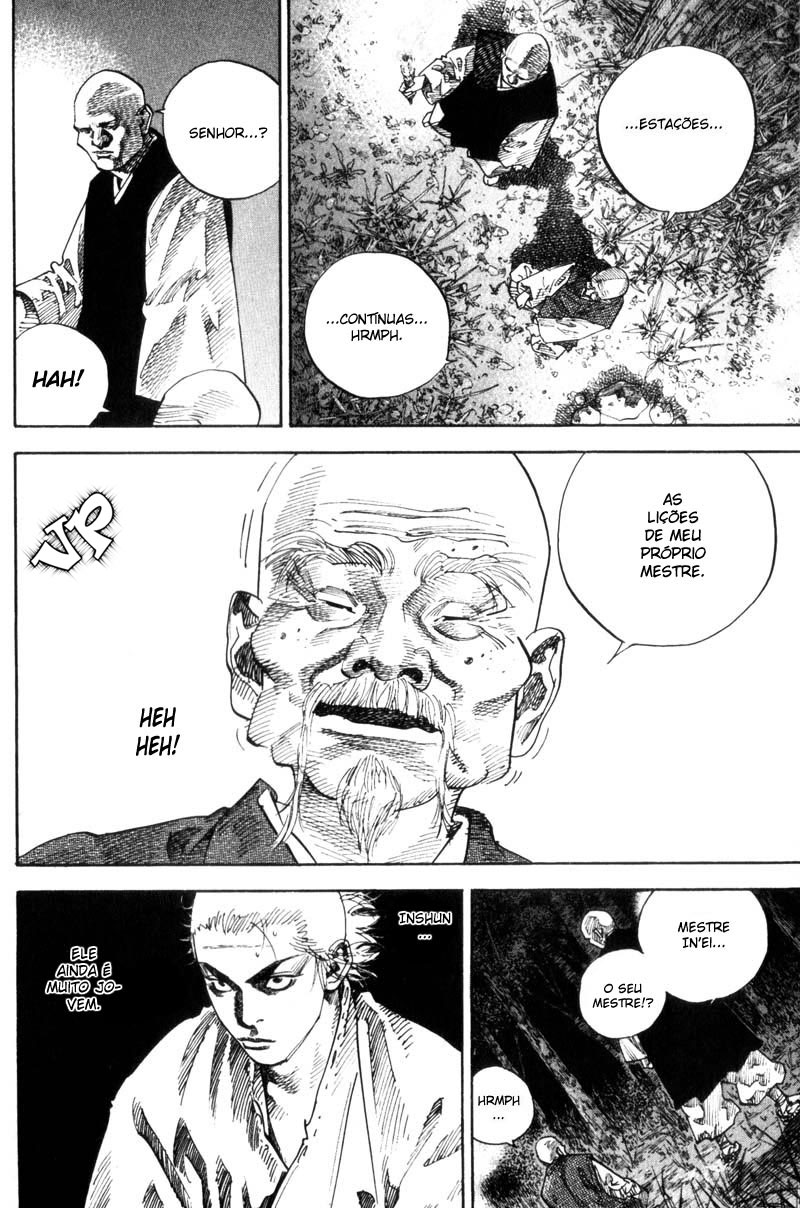 ...ESTAÇÕES...
...CONTÍNUAS...
HRMPH.
SENHOR...?
HAH!
AS
LIÇÕES
DE MEU
PRÓPRIO
MESTRE.
VP
HEH
HEH!
MESTRE
IN'EI...
O SEU
MESTRE!?
HRMPH
...
INSHUN
...
ELE
AINDA É
MUITO JO-
VEM.